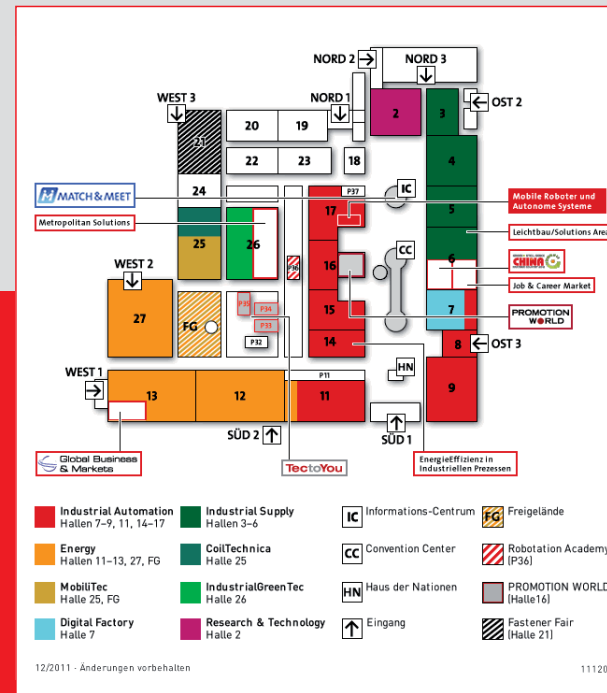 NORD 2
NORD 3
WEST 3
NORD 1
OST 2
2
3
20
19
21
4
22
23
18
24
P37
IC
MATCH & MEET
17
Mobile Roboter und
Autonome Systeme
5
Metropolitan Solutions
25
26
CC
Leichtbau/Solutions Area
6
P36
16
CHINA
WEST 2
Job & Career Market
P35
P34
15
7
PROMOTION
WORLD
27
FG
P33
P32
14
8
OST 3
WEST 1
P11
HN
13
12
11
9
SÜD 2
SÜD 1
Global Business
& Markets
TectoYou
EnergieEffizienz in
Industriellen Prezessen
Industrial Automation
Hallen 7–9, 11, 14–17
Industrial Supply
Hallen 3–6
IC Informations-Centrum
FG Freigelände
Energy
Hallen 11–13, 27, FG
CoilTechnica
Halle 25
CC Convention Center
Robotation Academy
(P36)
MobiliTec
Halle 25, FG
IndustrialGreenTec
Halle 26
HN Haus der Nationen
PROMOTION WORLD
(Halle16)
Digital Factory
Halle 7
Research & Technology
Halle 2
Eingang
Fastener Fair
(Halle 21)
12/2011 - Änderungen vorbehalten
11120